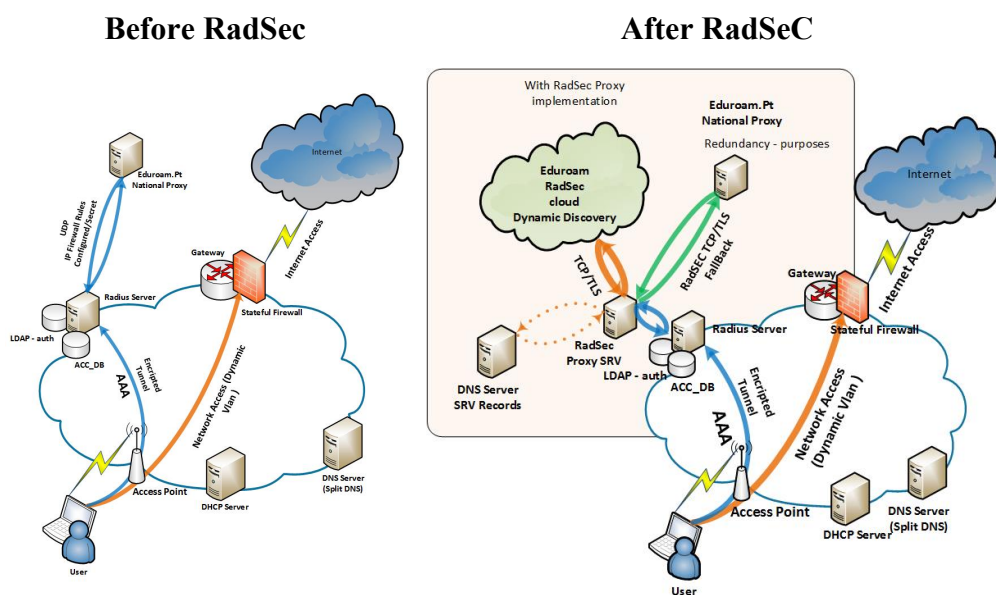 Before RadSec
After RadSeC
Internet
Eduroam.Pt
National Proxy
UDP
IP Firewall Rules
Configured/Secret
Internet Access
Gateway
Radius Server
Stateful Firewall
LDAP - auth
ACC_DB
AAA
Encripted
Tunnel
Network Access (Dynamic
Vlan )
Access Point
DHCP Server
DNS Server
(Split DNS)
User
With RadSec Proxy
implementation
Eduroam.Pt
National Proxy
Redundancy - purposes
Eduroam
RadSec
cloud
Dynamic Discovery
Internet
TCP/TLS
RadSEC TCP/TLS
FallBack
Gateway
Internet Access
Stateful Firewall
RadSec
Proxy SRV
Radius Server
LDAP - auth
ACC_DB
DNS Server
SRV Records
AAA
Encripted
Tunnel
Network Access
(Dynamic Vlan )
Access Point
DHCP Server
DNS Server
(Split DNS)
User